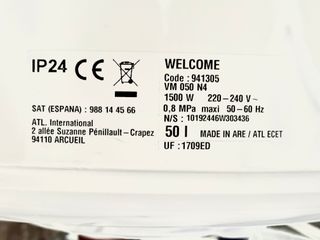 IP24 CE
SAT (ESPANA) : 988 14 45 66
ATL. International
2 allée Suzanne Pénillault-Crapez
94110 ARCUEIL
WELCOME
Code : 941305
VM 050 N4
1500 W 220-240 V ~
0,8 MPa maxi 50-60 Hz
N/S : 10192446W303436
50 l MADE IN ARE / ATL ECET
UF : 1709ED